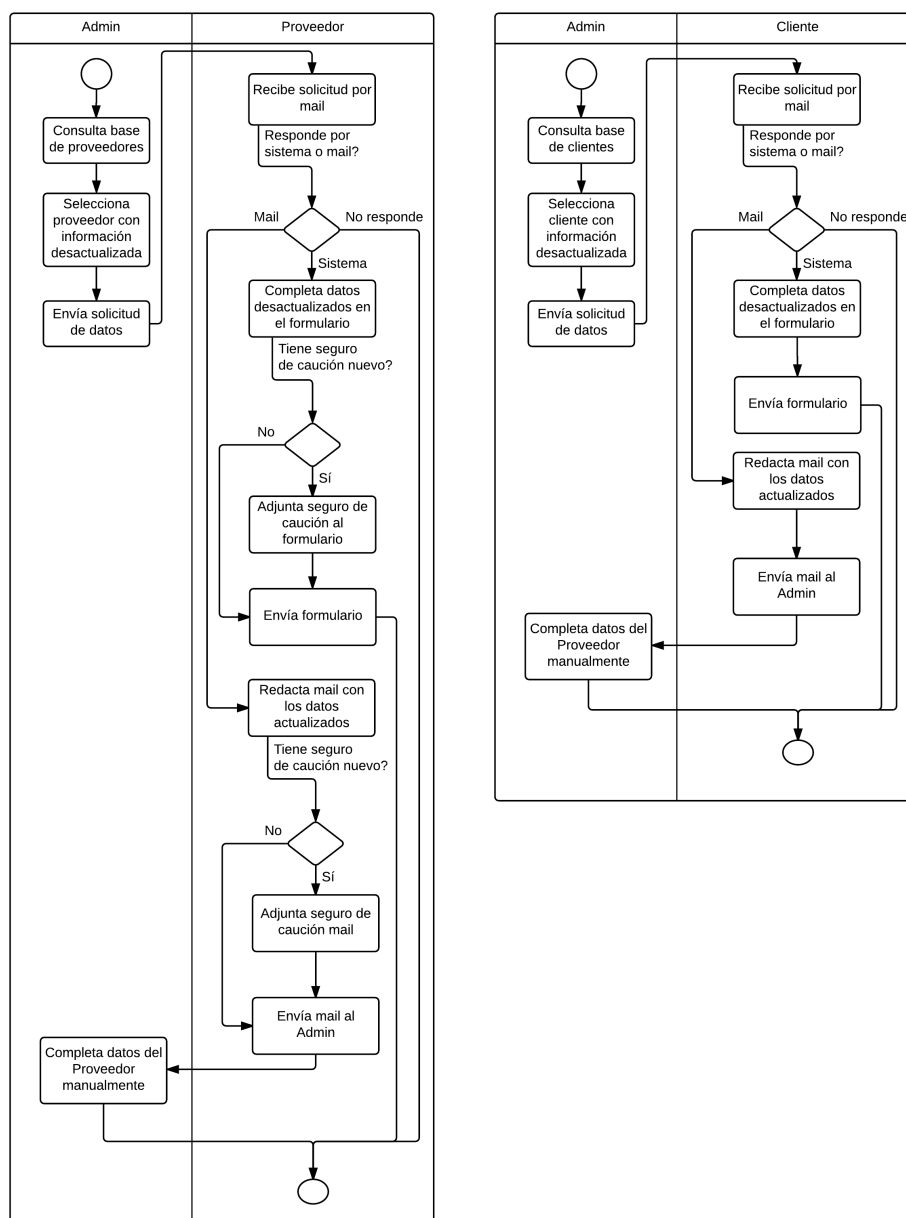 Admin
Proveedor
Recibe solicitud por
mail
Consulta base
de proveedores
Responde por
sistema o mail?
Selecciona
proveedor con
información
desactualizada
Mail
No responde
Sistema
Envía solicitud
de datos
Completa datos
desactualizados en
el formulario
Tiene seguro
de caución nuevo?
No
Sí
Adjunta seguro de
caución al
formulario
Envía formulario
Redacta mail con
los datos
actualizados
Tiene seguro
de caución nuevo?
No
Sí
Adjunta seguro de
caución mail
Envía mail al
Admin
Completa datos del
Proveedor
manualmente
Admin
Cliente
Recibe solicitud por
mail
Consulta base
de clientes
Responde por
sistema o mail?
Selecciona
cliente con
información
desactualizada
Mail
No responde
Sistema
Envía solicitud
de datos
Completa datos
desactualizados en
el formulario
Envía formulario
Redacta mail con
los datos
actualizados
Envía mail al
Admin
Completa datos del
Proveedor
manualmente